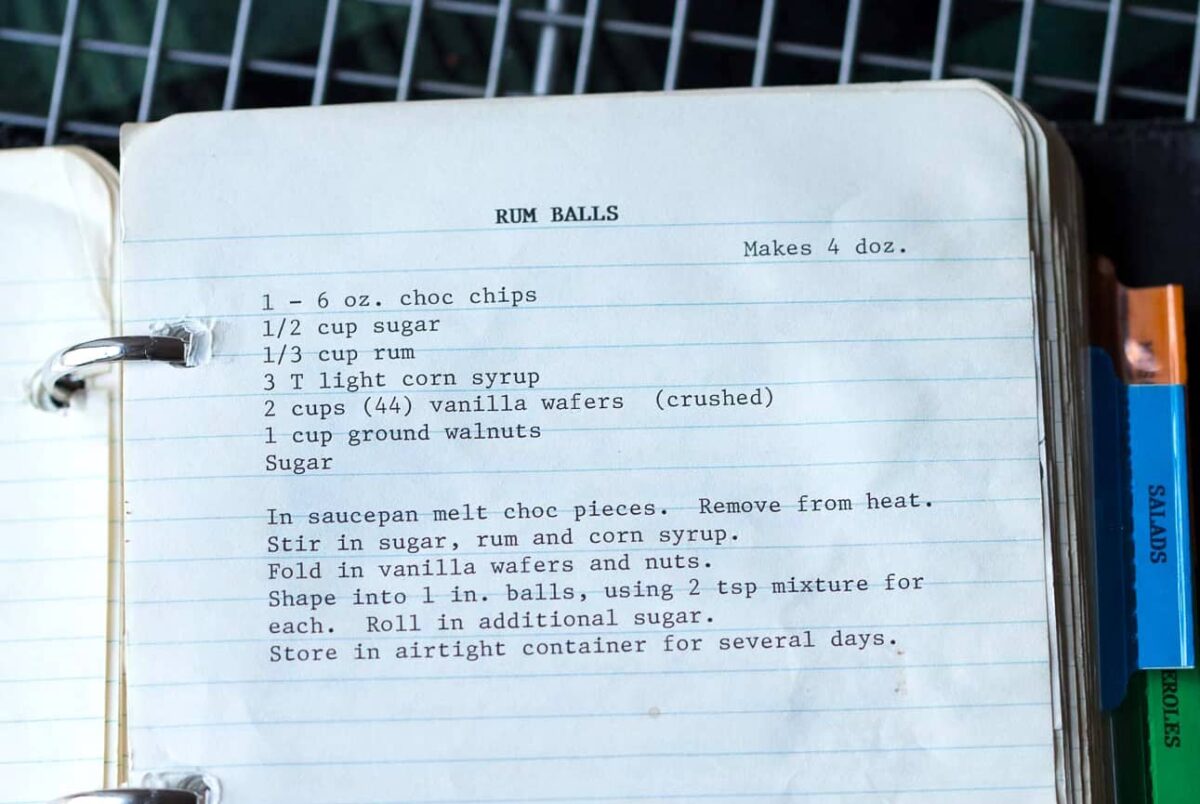 RUM BALLS
Makes 4 doz.
1 - 6 oz. choc chips
1/2 cup sugar
1/3 cup rum
3 T light corn syrup
2 cups (44) vanilla wafers (crushed)
1 cup ground walnuts
Sugar
In saucepan melt choc pieces. Remove from heat.
Stir in sugar, rum and corn syrup.
Fold in vanilla wafers and nuts.
Shape into 1 in. balls, using 2 tsp mixture for
each. Roll in additional sugar.
Store in airtight container for several days.
SALADS
EROLES